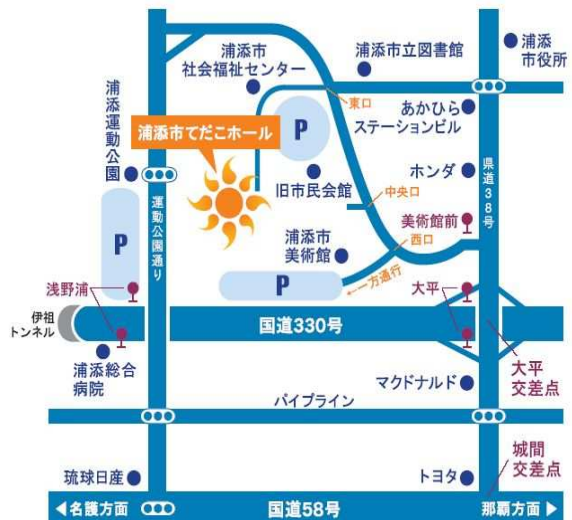 浦添市
社会福祉センター
浦添市立図書館
浦添
市役所
浦添運動公園
東口
P
あかひら
ステーションビル
浦添市てだこホール
旧市民会館
ホンダ
県道38号
中央口
美術館前
運動公園通り
P
浦添市
美術館
西口
P
←一方通行
浅野浦
大平
伊祖
トンネル
国道330号
浦添総合
病院
大平
交差点
マクドナルド
パイプライン
城間
交差点
琉球日産
トヨタ
◀名護方面
国道58号
那覇方面▶